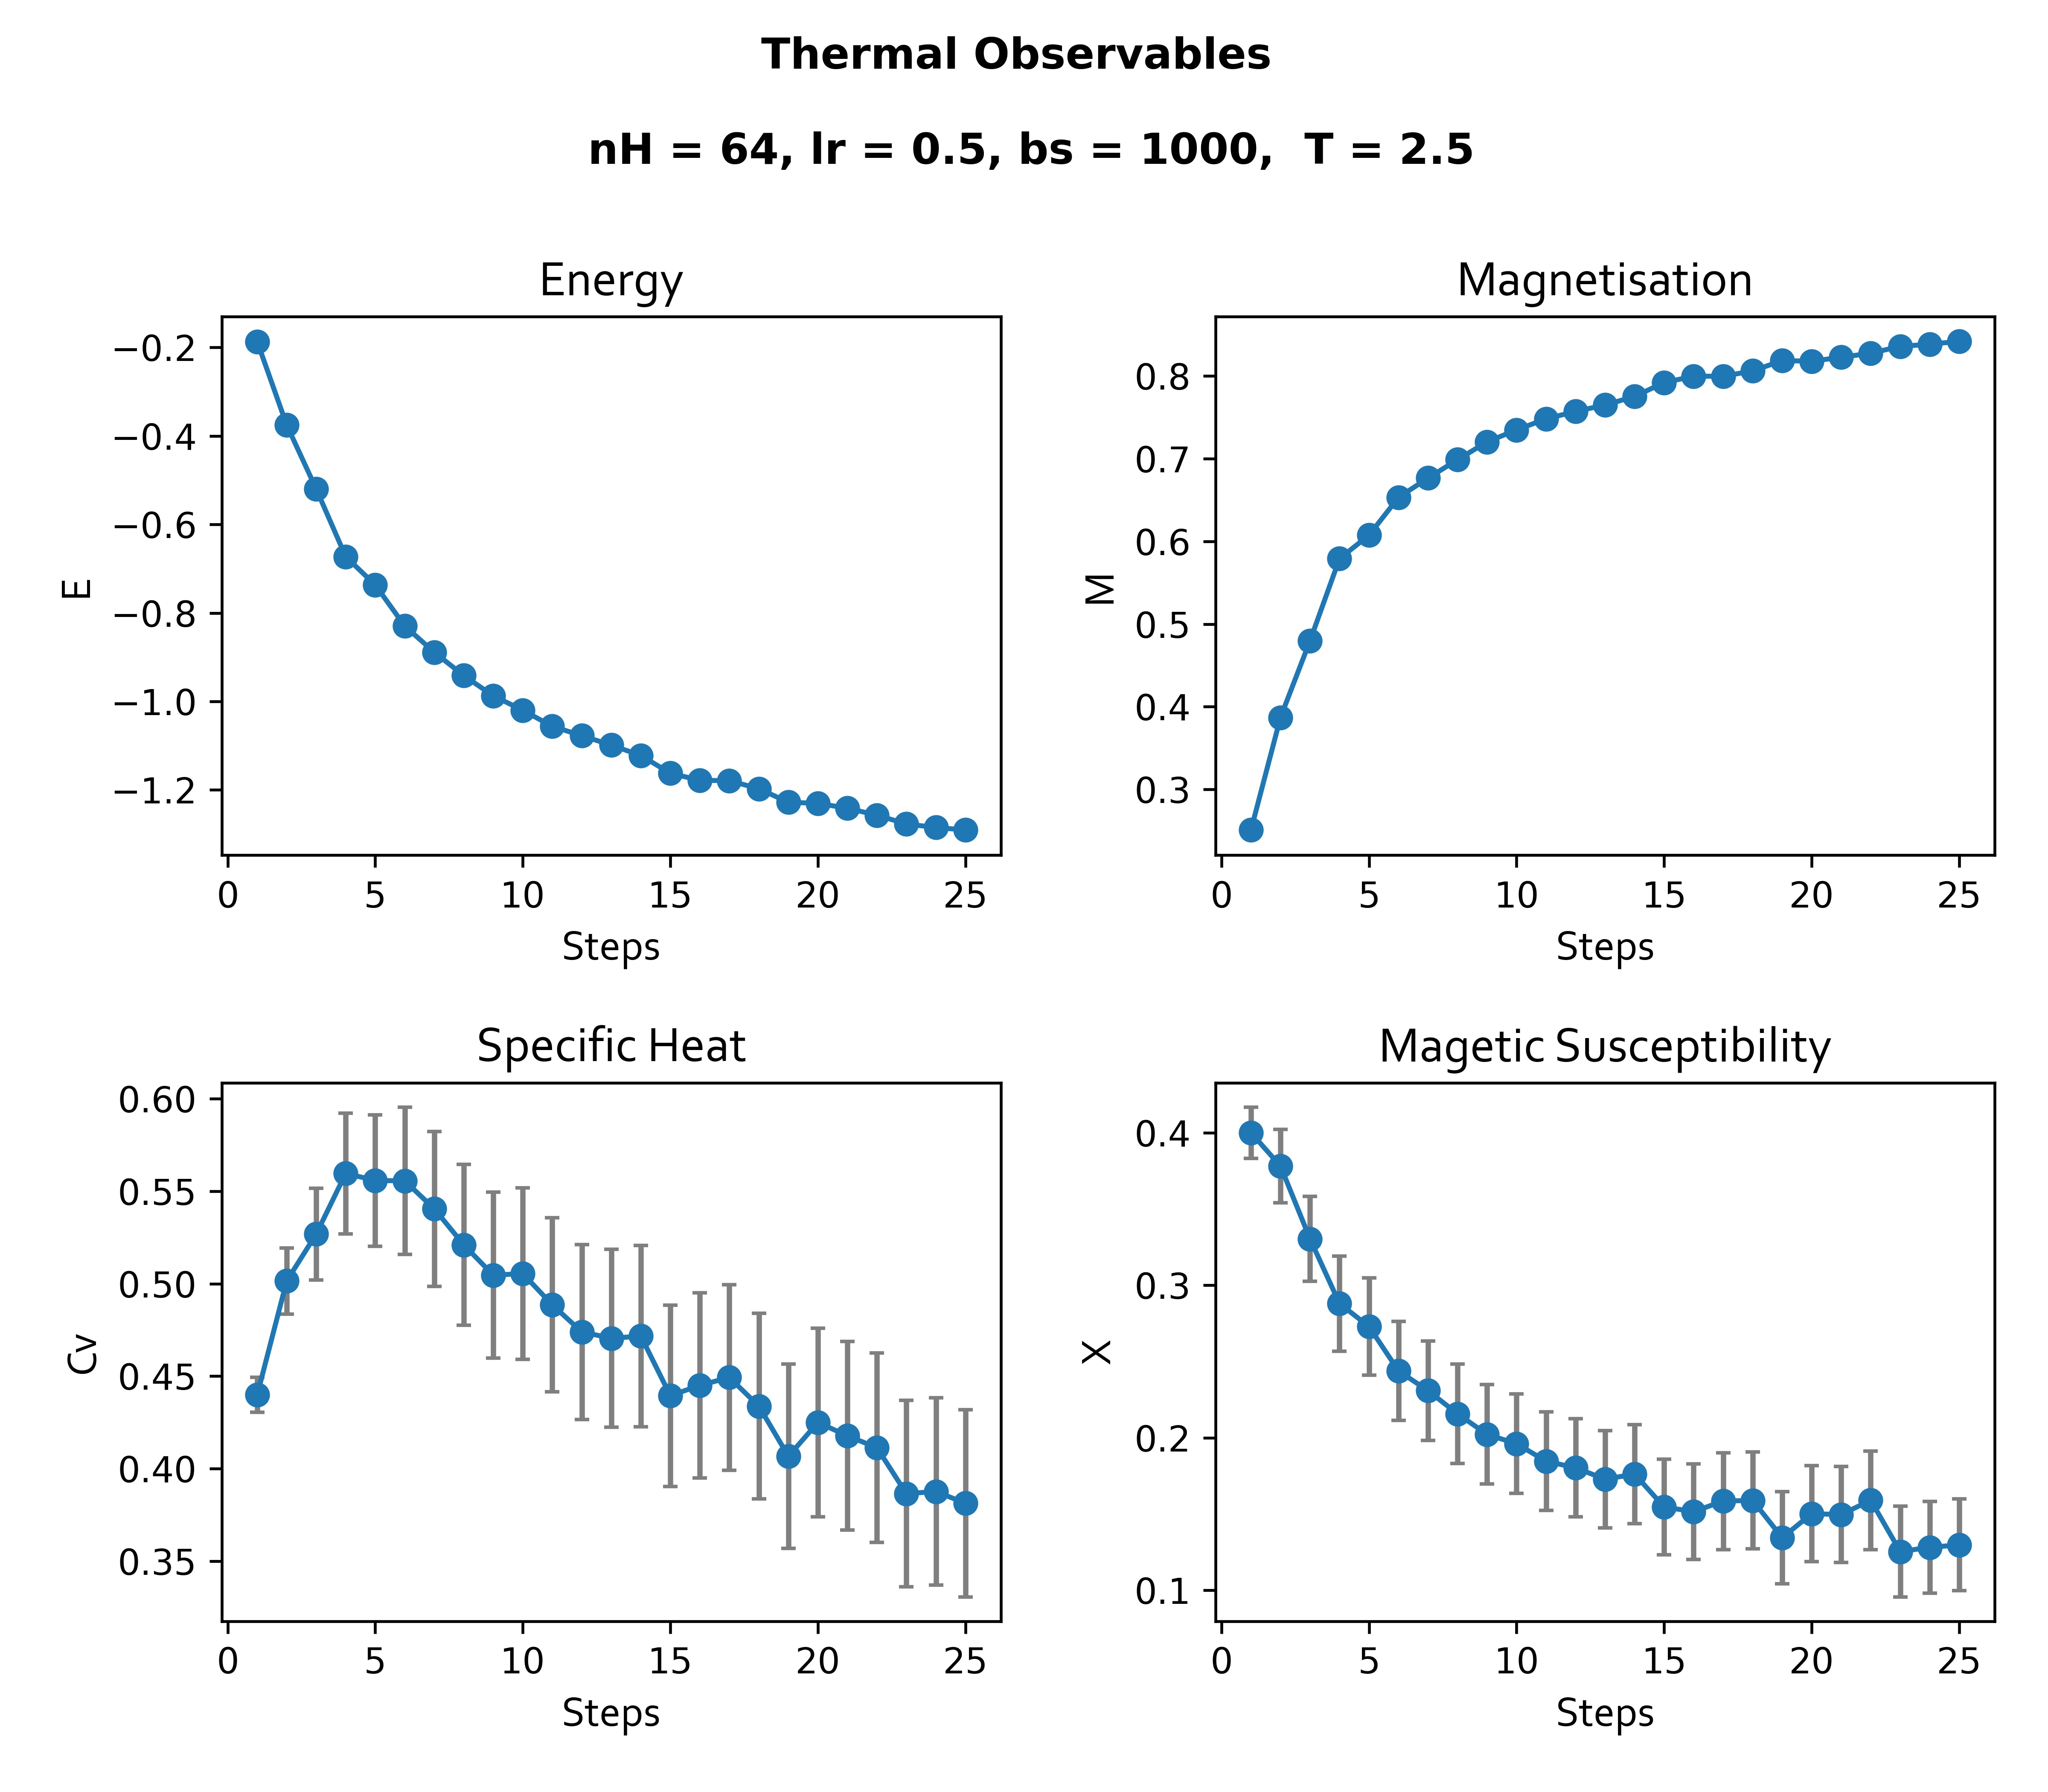 Thermal Observables
nH = 64, lr = 0.5, bs = 1000,  T = 2.5
Energy
−0.2
−0.4
−0.6
−0.8
−1.0
−1.2
E
0 5 10 15 20 25
Steps
Magnetisation
0.8
0.7
0.6
0.5
0.4
0.3
M
0 5 10 15 20 25
Steps
Specific Heat
0.60
0.55
0.50
0.45
0.40
0.35
Cv
0 5 10 15 20 25
Steps
Magetic Susceptibility
0.4
0.3
0.2
0.1
X
0 5 10 15 20 25
Steps